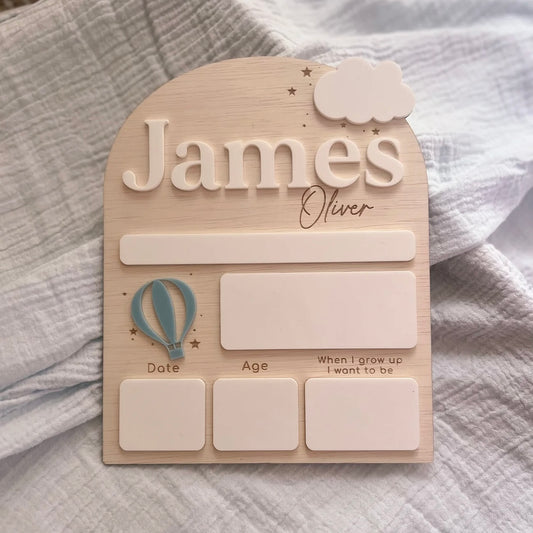 James
Oliver
Date
Age
When I grow up
I want to be